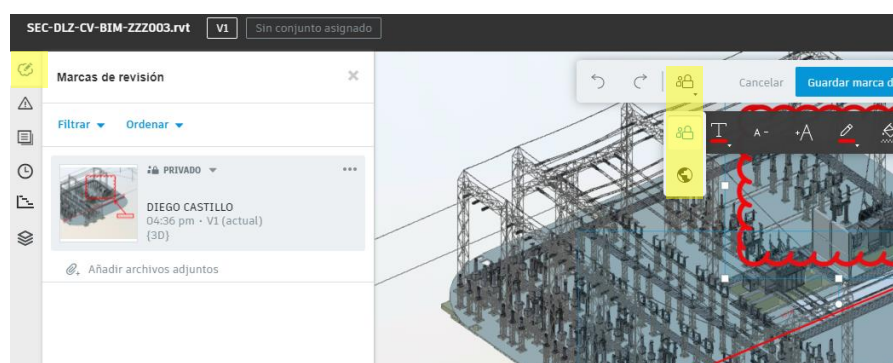 SEC-DLZ-CV-BIM-ZZZ003.rvt V1 Sin conjunto asignado
Marcas de revisión
Cancelar Guardar marca d
Filtrar Ordenar
T A- +A
PRIVADO
DIEGO CASTILLO
04:36 pm • V1 (actual)
{3D}
Añadir archivos adjuntos